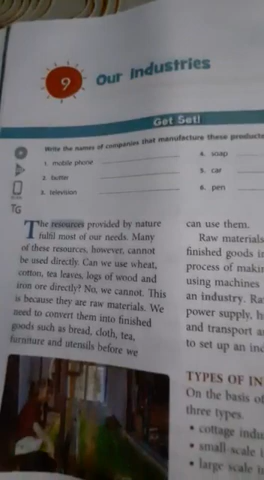 9
Our Industries
Get Set!
Write the names of companies that manufacture these products
1. mobile phone
2. butter
3. television
4. soap
5. car
6. pen
TG
The resources provided by nature
fulfil most of our needs. Many
of these resources, however, cannot
be used directly. Can we use wheat,
cotton, tea leaves, logs of wood and
iron ore directly? No, we cannot. This
is because they are raw materials. We
need to convert them into finished
goods such as bread, cloth, tea,
furniture and utensils before we
can use them.
Raw materials
finished goods i
process of makin
using machines
an industry. Ra
power supply, h
and transport a
to set up an ind
TYPES OF IN
On the basis of
three types.
• cottage indu
• small scale i
• large scale i